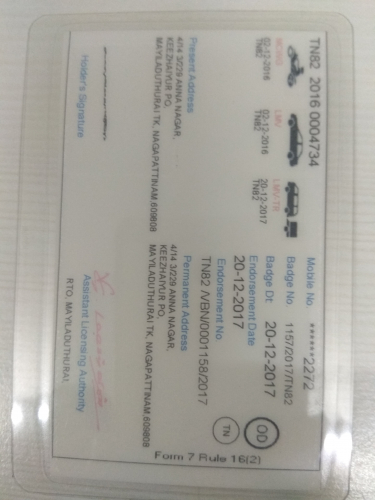 TN82 2016 0004734
Mobile No ******2272
MCWG LMV LMV-TR
02-12-2016 02-12-2016 20-12-2017
TN82 TN82 TN82
Badge No. 1157/2017/TN82
Badge Dt 20-12-2017
Endorsement Date
20-12-2017
Endorsement No.
TN82 /VBN/0001158/2017
OD
TN
Present Address
4/14 3/229 ANNA NAGAR,
KEEZHAIYUR PO,
MAYILADUTHURAI TK, NAGAPATTINAM,609808
Permanent Address
4/14 3/229 ANNA NAGAR,
KEEZHAIYUR PO,
MAYILADUTHURAI TK, NAGAPATTINAM,609808
Holder's Signature
Assistant Licensing Authority
RTO, MAYILADUTHURAI
Form 7 Rule 16(2)